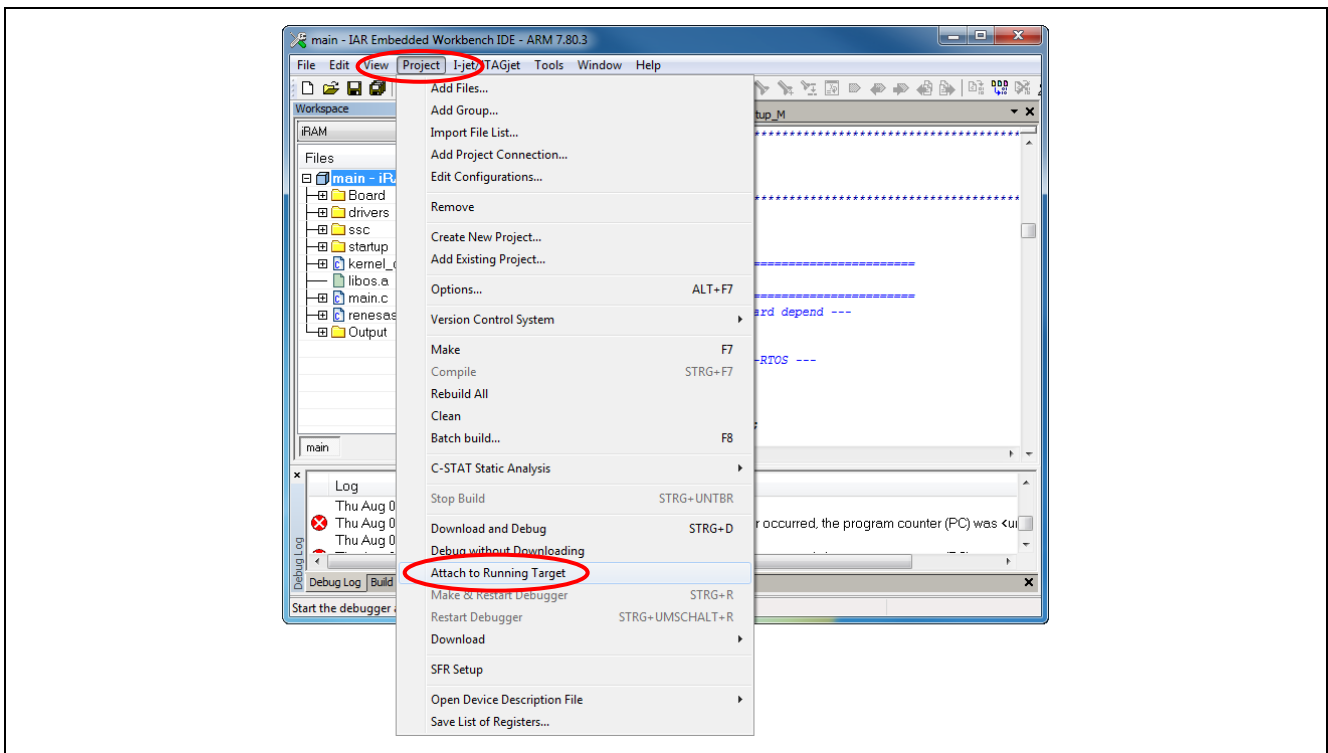 main - IAR Embedded Workbench IDE - ARM 7.80.3
File Edit View Project I-jet/JTAGjet Tools Window Help
Workspace
iRAM
Files
main - iR
Board
drivers
ssc
startup
kernel_
libos.a
main.c
renesas
Output
main
Add Files...
Add Group...
Import File List...
Add Project Connection...
Edit Configurations...
Remove
Create New Project...
Add Existing Project...
Options... ALT+F7
Version Control System
Make F7
Compile STRG+F7
Rebuild All
Clean
Batch build... F8
C-STAT Static Analysis
Stop Build STRG+UNTBR
Download and Debug STRG+D
Debug without Downloading
Attach to Running Target
Make & Restart Debugger STRG+R
Restart Debugger STRG+UMSCHALT+R
Download
SFR Setup
Open Device Description File
Save List of Registers...
tup_M
************************************
************************************
========================
========================
ard depend ---
-RTOS ---
Log
Thu Aug 0
Thu Aug 0
r occurred, the program counter (PC) was <u
Thu Aug 0
Debug Log
Debug Log Build
Start the debugger